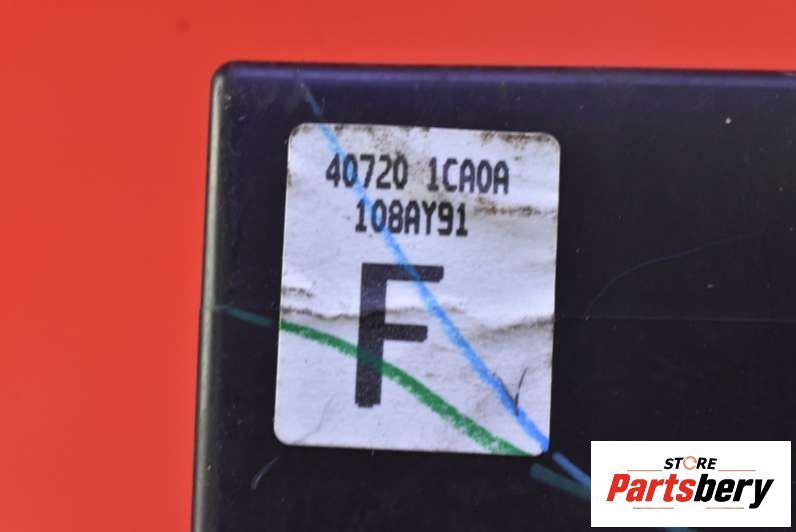 40720 1CA0A
108AY91
F
STORE
Partsbery